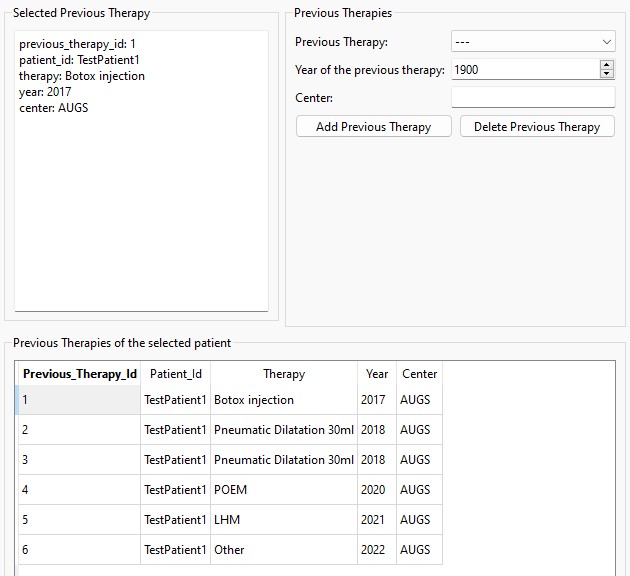 Selected Previous Therapy
previous_therapy_id: 1
patient_id: TestPatient1
therapy: Botox injection
year: 2017
center: AUGS
Previous Therapies
Previous Therapy: ---
Year of the previous therapy: 1900
Center:
Add Previous Therapy Delete Previous Therapy
Previous Therapies of the selected patient
Previous_Therapy_Id Patient_Id Therapy Year Center
1 TestPatient1 Botox injection 2017 AUGS
2 TestPatient1 Pneumatic Dilatation 30ml 2018 AUGS
3 TestPatient1 Pneumatic Dilatation 30ml 2018 AUGS
4 TestPatient1 POEM 2020 AUGS
5 TestPatient1 LHM 2021 AUGS
6 TestPatient1 Other 2022 AUGS